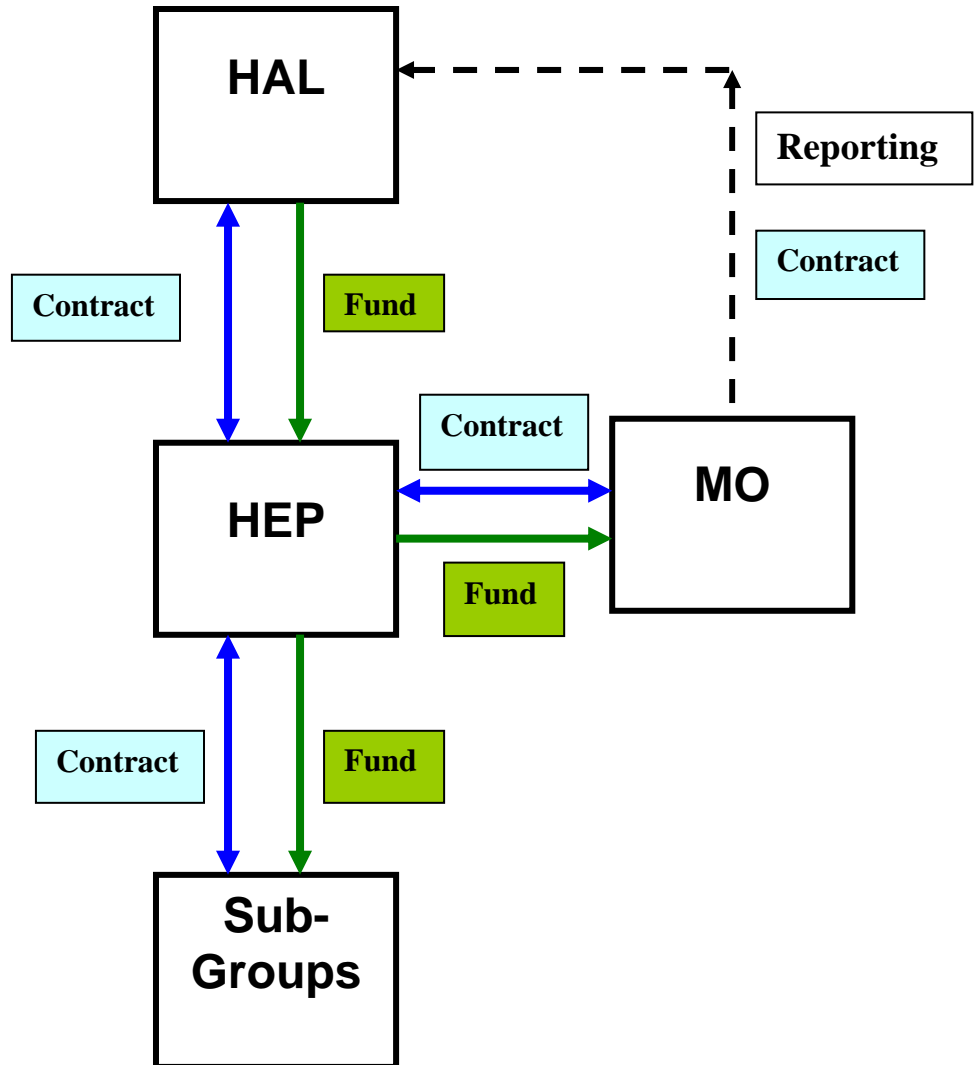 HAL
Reporting
Contract
Contract
Fund
Contract
HEP
MO
Fund
Contract
Fund
Sub-
Groups